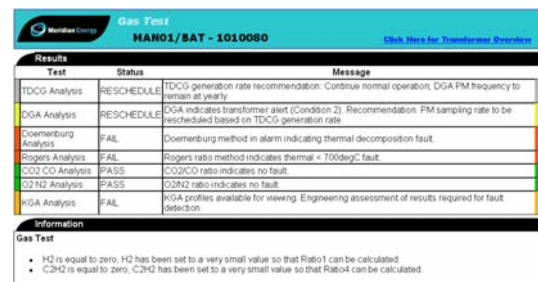 Meridian Energy
Gas Test
MAN01/BAT - 1010080
Click Here for Transformer Overview
Results
Test Status Message
TDCG Analysis RESCHEDULE TDCG generation rate recommendation: Continue normal operation; DGA PM frequency to
remain at yearly.
DGA Analysis RESCHEDULE DGA indicates transformer alert (Condition 2). Recommendation: PM sampling rate to be
rescheduled based on TDCG generation rate
Doernenburg
Analysis FAIL Doernenburg method in alarm indicating thermal decomposition fault.
Rogers Analysis FAIL Rogers ratio method indicates thermal < 700degC fault.
CO2 CO Analysis PASS CO2/CO ratio indicates no fault.
O2 N2 Analysis PASS O2/N2 ratio indicates no fault.
KGA Analysis FAIL KGA profiles available for viewing. Engineering assessment of results required for fault
detection.
Information
Gas Test
• H2 is equal to zero, H2 has been set to a very small value so that Ratio1 can be calculated.
• C2H2 is equal to zero, C2H2 has been set to a very small value so that Ratio4 can be calculated.